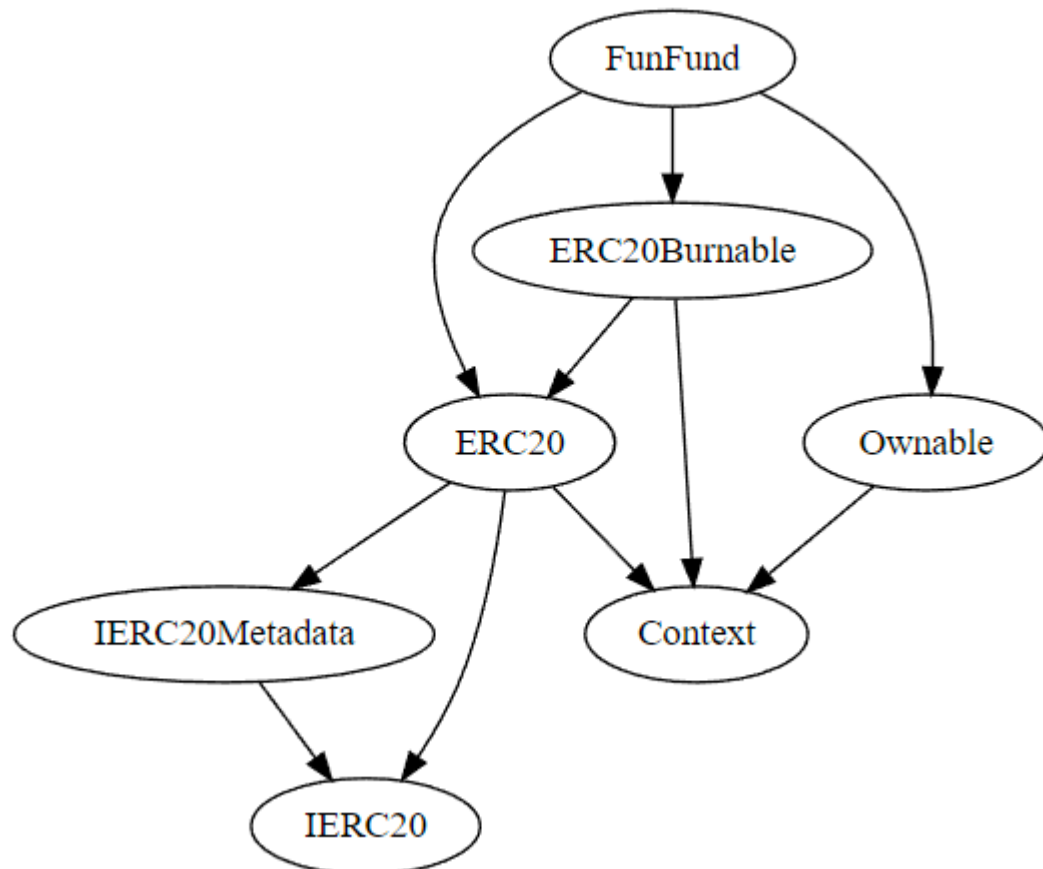 FunFund
ERC20Burnable
ERC20
Ownable
IERC20Metadata
Context
IERC20